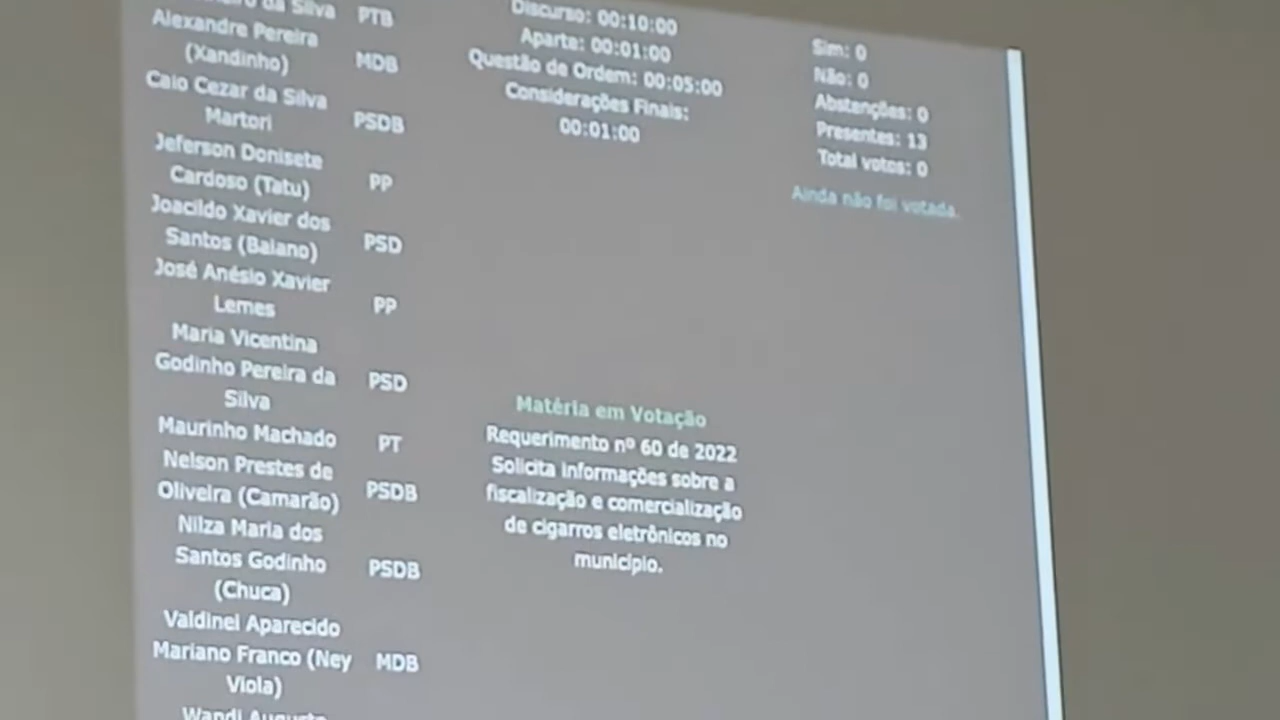 da Silva PTB
Alexandre Pereira
(Xandinho) MDB
Caio Cezar da Silva
Martori PSDB
Jeferson Donisete
Cardoso (Tatu) PP
Joacildo Xavier dos
Santos (Baiano) PSD
José Anésio Xavier
Lemes PP
Maria Vicentina
Godinho Pereira da
Silva PSD
Maurinho Machado PT
Nelson Prestes de
Oliveira (Camarão) PSDB
Nilza Maria dos
Santos Godinho
(Chuca) PSDB
Valdinei Aparecido
Mariano Franco (Ney
Viola) MDB
Wandi Augusto
Discurso: 00:10:00
Aparte: 00:01:00
Questão de Ordem: 00:05:00
Considerações Finais:
00:01:00
Matéria em Votação
Requerimento nº 60 de 2022
Solicita informações sobre a
fiscalização e comercialização
de cigarros eletrônicos no
município.
Sim: 0
Não: 0
Abstenções: 0
Presentes: 13
Total votos: 0
Ainda não foi votada.